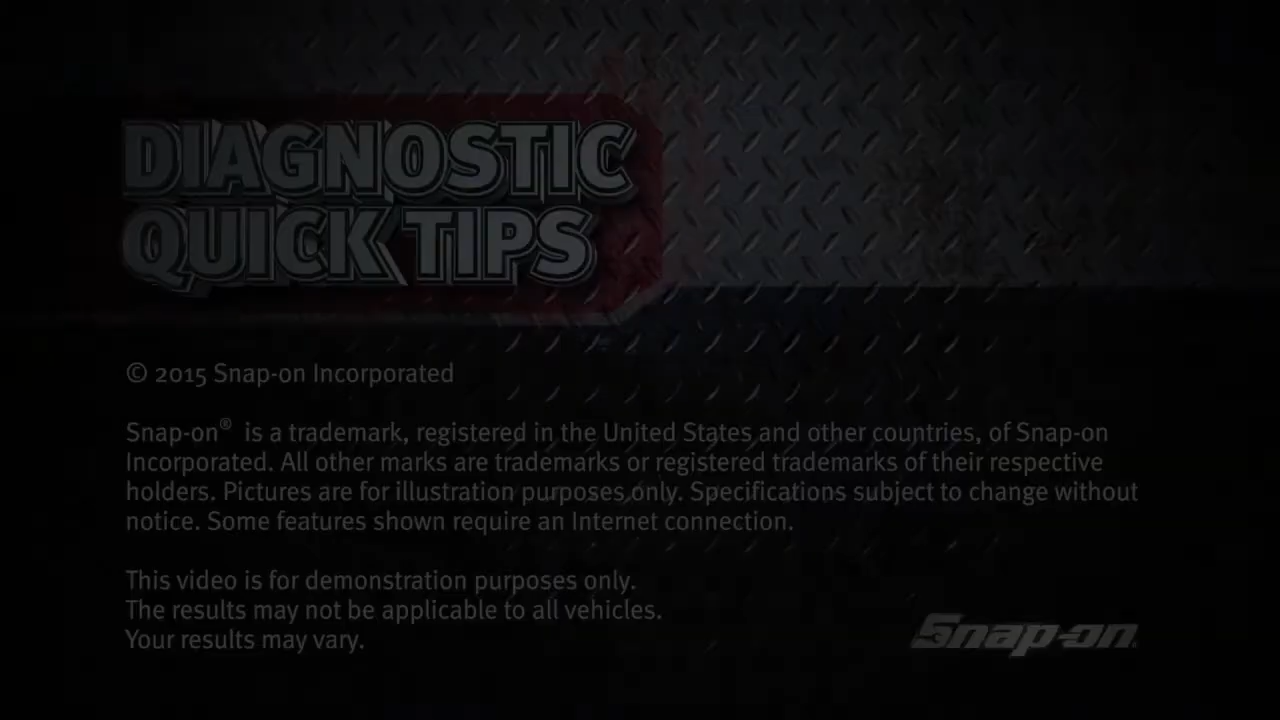 DIAGNOSTIC
QUICK TIPS
© 2015 Snap-on Incorporated
Snap-on® is a trademark, registered in the United States and other countries, of Snap-on
Incorporated. All other marks are trademarks or registered trademarks of their respective
holders. Pictures are for illustration purposes only. Specifications subject to change without
notice. Some features shown require an Internet connection.
This video is for demonstration purposes only.
The results may not be applicable to all vehicles.
Your results may vary.
Snap-on